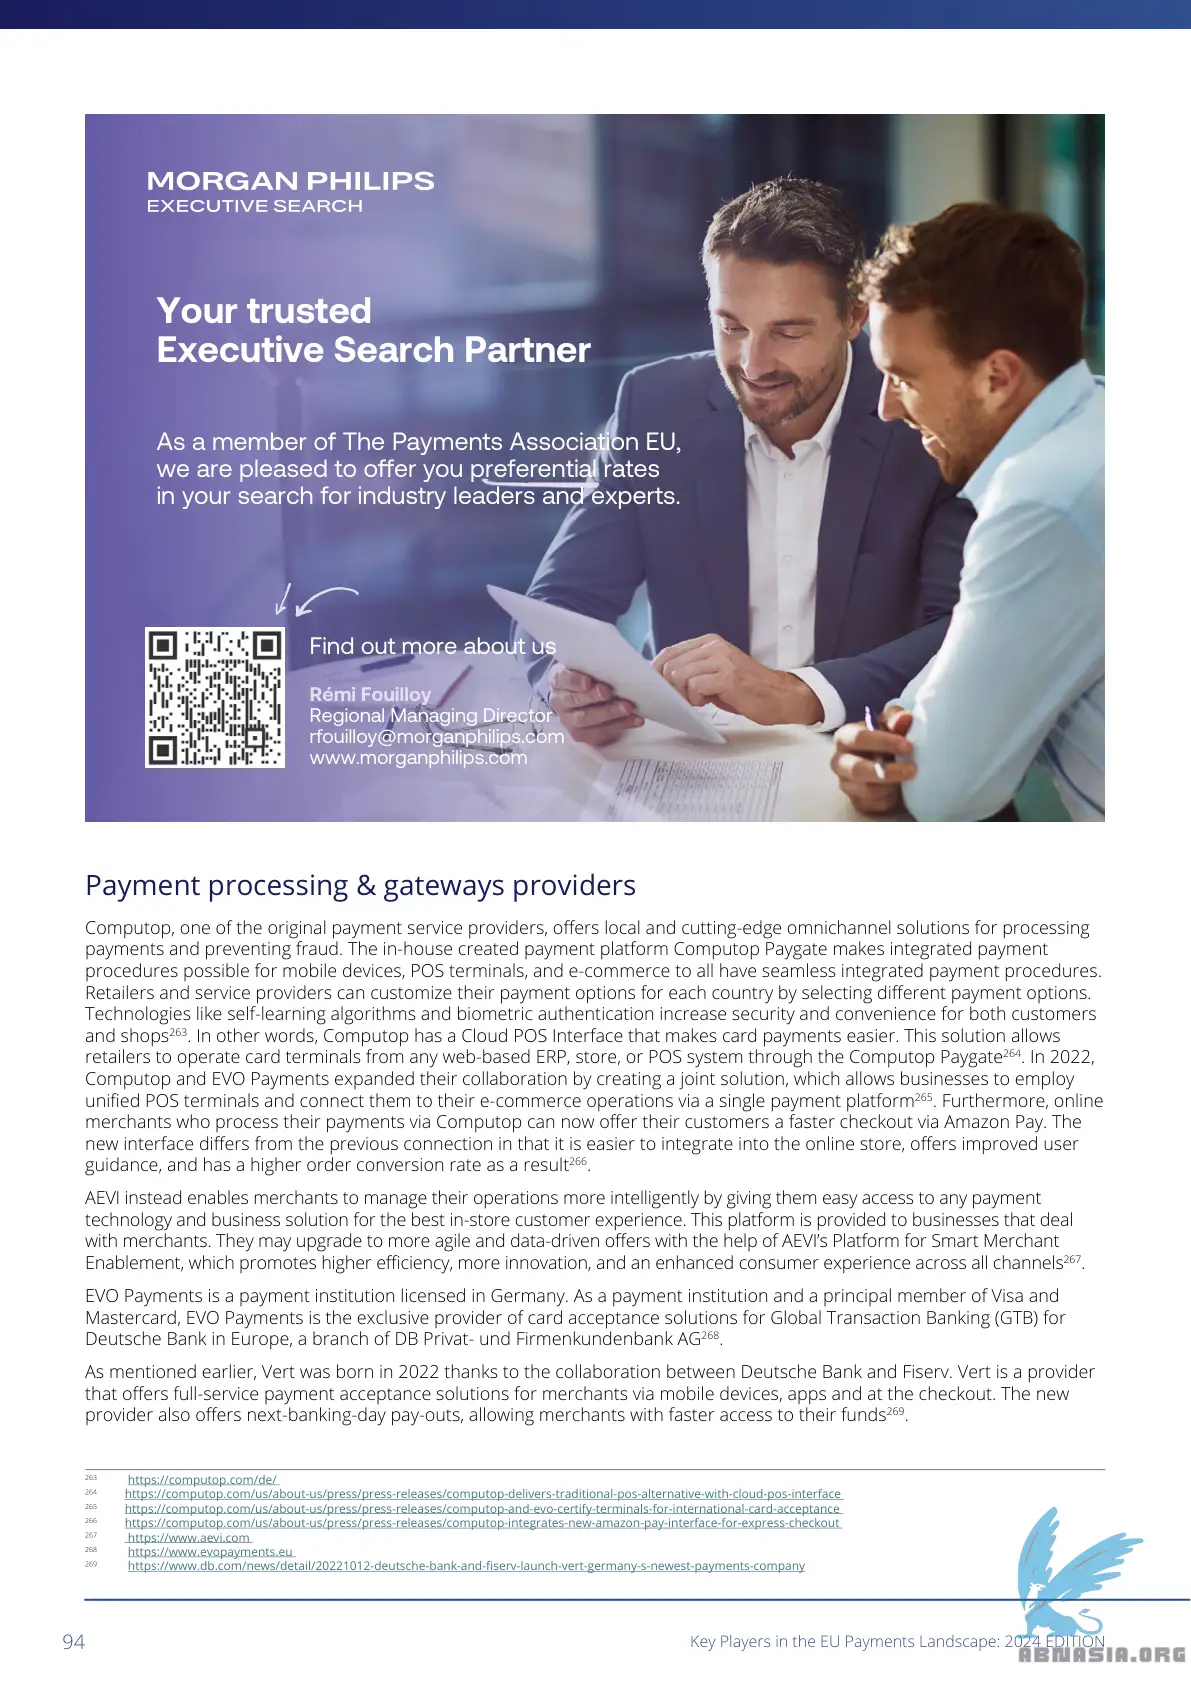 MORGAN PHILIPS
EXECUTIVE SEARCH
Your trusted
Executive Search Partner
As a member of The Payments Association EU,
we are pleased to offer you preferential rates
in your search for industry leaders and experts.
Find out more about us
Rémi Fouilloy
Regional Managing Director
rfouilloy@morganphilips.com
www.morganphilips.com
Payment processing & gateways providers
Computop, one of the original payment service providers, offers local and cutting-edge omnichannel solutions for processing
payments and preventing fraud. The in-house created payment platform Computop Paygate makes integrated payment
procedures possible for mobile devices, POS terminals, and e-commerce to all have seamless integrated payment procedures.
Retailers and service providers can customize their payment options for each country by selecting different payment options.
Technologies like self-learning algorithms and biometric authentication increase security and convenience for both customers
and shops263. In other words, Computop has a Cloud POS Interface that makes card payments easier. This solution allows
retailers to operate card terminals from any web-based ERP, store, or POS system through the Computop Paygate264. In 2022,
Computop and EVO Payments expanded their collaboration by creating a joint solution, which allows businesses to employ
unified POS terminals and connect them to their e-commerce operations via a single payment platform265. Furthermore, online
merchants who process their payments via Computop can now offer their customers a faster checkout via Amazon Pay. The
new interface differs from the previous connection in that it is easier to integrate into the online store, offers improved user
guidance, and has a higher order conversion rate as a result266.
AEVI instead enables merchants to manage their operations more intelligently by giving them easy access to any payment
technology and business solution for the best in-store customer experience. This platform is provided to businesses that deal
with merchants. They may upgrade to more agile and data-driven offers with the help of AEVI's Platform for Smart Merchant
Enablement, which promotes higher efficiency, more innovation, and an enhanced consumer experience across all channels267.
EVO Payments is a payment institution licensed in Germany. As a payment institution and a principal member of Visa and
Mastercard, EVO Payments is the exclusive provider of card acceptance solutions for Global Transaction Banking (GTB) for
Deutsche Bank in Europe, a branch of DB Privat- und Firmenkundenbank AG268.
As mentioned earlier, Vert was born in 2022 thanks to the collaboration between Deutsche Bank and Fiserv. Vert is a provider
that offers full-service payment acceptance solutions for merchants via mobile devices, apps and at the checkout. The new
provider also offers next-banking-day pay-outs, allowing merchants with faster access to their funds269.
263 https://computop.com/de/
264 https://computop.com/us/about-us/press/press-releases/computop-delivers-traditional-pos-alternative-with-cloud-pos-interface
265 https://computop.com/us/about-us/press/press-releases/computop-and-evo-certify-terminals-for-international-card-acceptance
266 https://computop.com/us/about-us/press/press-releases/computop-integrates-new-amazon-pay-interface-for-express-checkout
267 https://www.aevi.com
268 https://www.evopayments.eu
269 https://www.db.com/news/detail/20221012-deutsche-bank-and-fiserv-launch-vert-germany-s-newest-payments-company
94
Key Players in the EU Payments Landscape: 2024 EDITION
ABNASIA.ORG